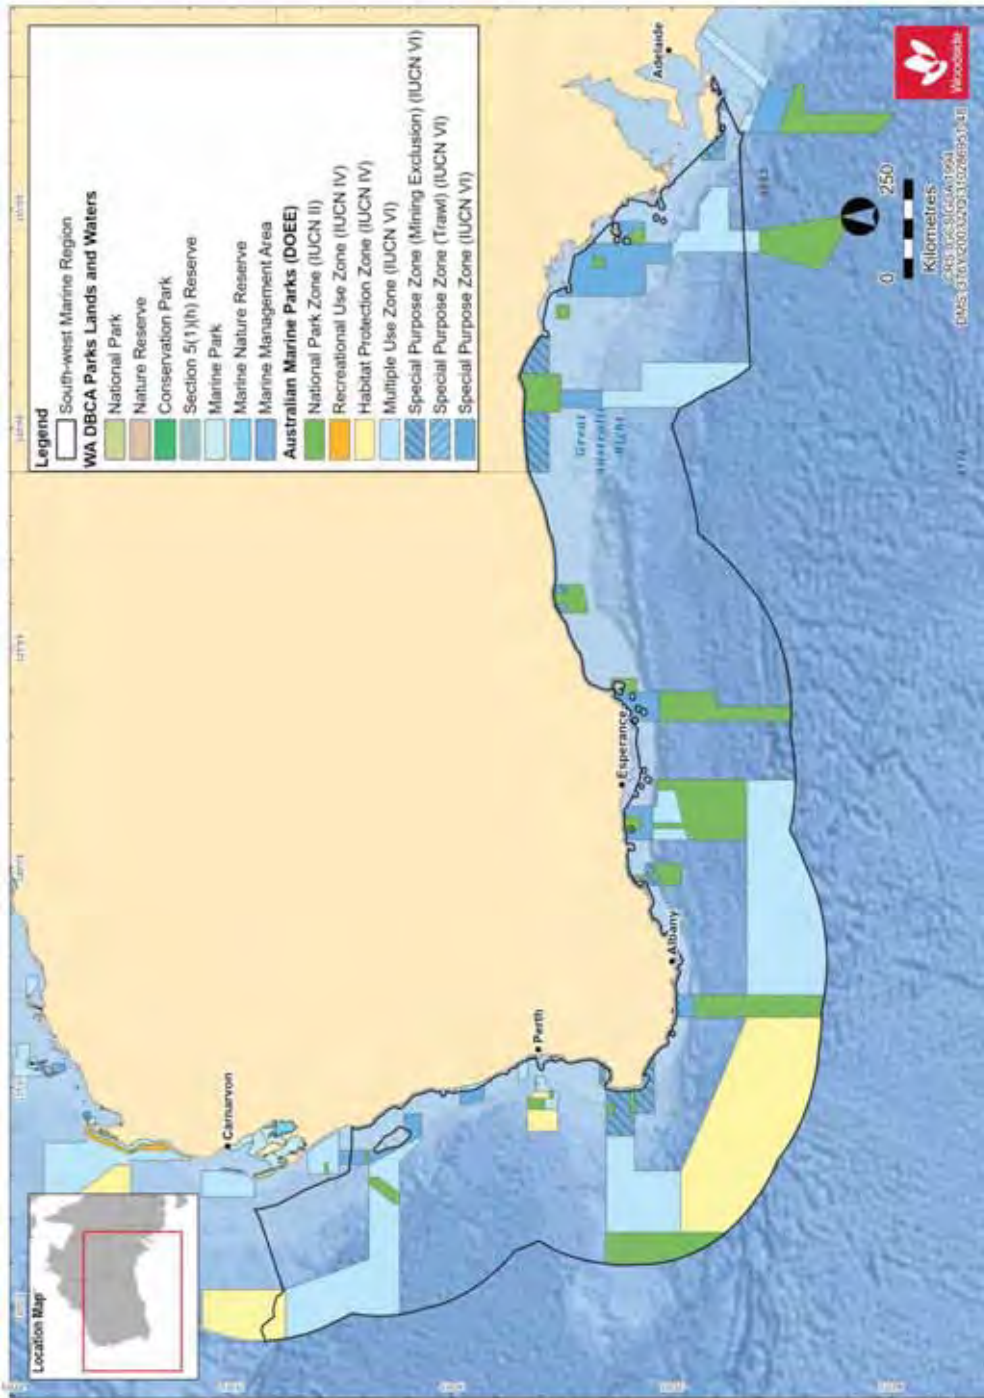 Legend
South-west Marine Region
WA DBCA Parks Lands and Waters
National Park
Nature Reserve
Conservation Park
Section 5(1)(h) Reserve
Marine Park
Marine Nature Reserve
Marine Management Area
Australian Marine Parks (DOEE)
National Park Zone (IUCN II)
Recreational Use Zone (IUCN IV)
Habitat Protection Zone (IUCN IV)
Multiple Use Zone (IUCN VI)
Special Purpose Zone (Mining Exclusion) (IUCN VI)
Special Purpose Zone (Trawl) (IUCN VI)
Special Purpose Zone (IUCN VI)
Location Map
Carnarvon
Perth
Albany
Esperance
Great
Australian
Bight
Adelaide
0 250
Kilometres
Woodside